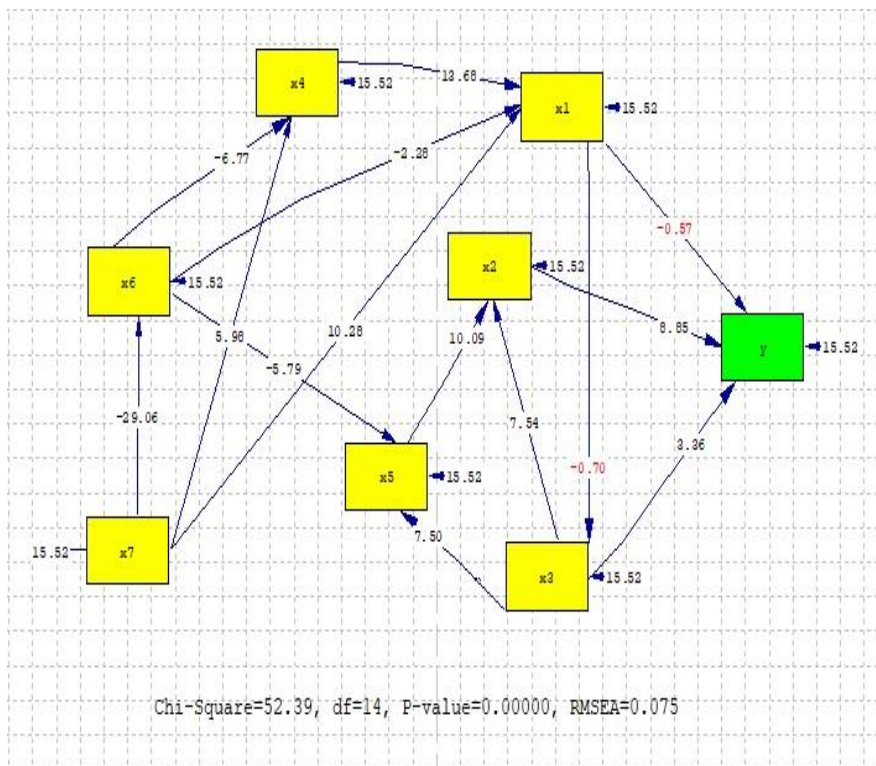 x4
15.52
13.68
x1
15.52
-6.77
-2.28
-0.57
x2
15.52
x6
15.52
8.85
y
15.52
5.98
10.28
10.09
-5.79
-29.06
7.54
3.36
x5
15.52
-0.70
7.50
15.52
x7
x3
15.52
Chi-Square=52.39, df=14, P-value=0.00000, RMSEA=0.075